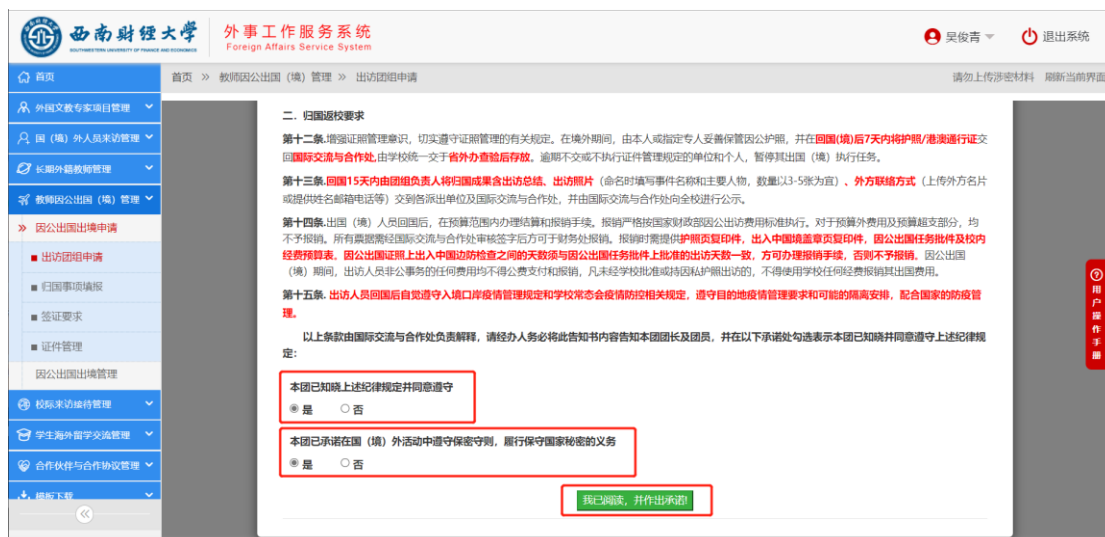 西南财经大学
SOUTHWESTERN UNIVERSITY OF FINANCE AND ECONOMICS
外事工作服务系统
Foreign Affairs Service System
吴俊青
退出系统
首页
首页 » 教师因公出国（境）管理 » 出访团组申请
请勿上传涉密材料 刷新当前界面
外国文教专家项目管理
国（境）外人员来访管理
长期外籍教师管理
教师因公出国（境）管理
» 因公出国出境申请
■ 出访团组申请
■ 归国事项填报
■ 签证要求
■ 证件管理
因公出国出境管理
校际来访接待管理
学生海外留学交流管理
合作伙伴与合作协议管理
模板下载
二、归国返校要求
第十二条.增强证照管理意识，切实遵守证照管理的有关规定。在境外期间，由本人或指定专人妥善保管因公护照，并在回国(境)后7天内将护照/港澳通行证交
回国际交流与合作处,由学校统一交于省外办查验后存放。逾期不交或不执行证件管理规定的单位和个人，暂停其出国（境）执行任务。
第十三条.回国15天内由团组负责人将归国成果含出访总结、出访照片（命名时填写事件名称和主要人物，数量以3-5张为宜）、外方联络方式（上传外方名片
或提供姓名邮箱电话等）交到各派出单位及国际交流与合作处，并由国际交流与合作处向全校进行公示。
第十四条.出国（境）人员回国后，在预算范围内办理结算和报销手续。报销严格按国家财政部因公出访费用标准执行。对于预算外费用及预算超支部分，均
不予报销。所有票据需经国际交流与合作处审核签字后方可于财务处报销。报销时需提供护照页复印件，出入中国境盖章页复印件，因公出国任务批件及校内
经费预算表。因公出国证照上出入中国边防检查之间的天数须与因公出国任务批件上批准的出访天数一致，方可办理报销手续，否则不予报销。因公出国
（境）期间，出访人员非公事务的任何费用均不得公费支付和报销，凡未经学校批准或持因私护照出访的，不得使用学校任何经费报销其出国费用。
第十五条. 出访人员回国后自觉遵守入境口岸疫情管理规定和学校常态会疫情防控相关规定，遵守目的地疫情管理要求和可能的隔离安排，配合国家的防疫管
理。
以上条款由国际交流与合作处负责解释，请经办人务必将此告知书内容告知本团团长及团员，并在以下承诺处勾选表示本团已知晓并同意遵守上述纪律规
定：
本团已知晓上述纪律规定并同意遵守
是 否
本团已承诺在国（境）外活动中遵守保密守则，履行保守国家秘密的义务
是 否
我已阅读，并作出承诺!
用户操作手册